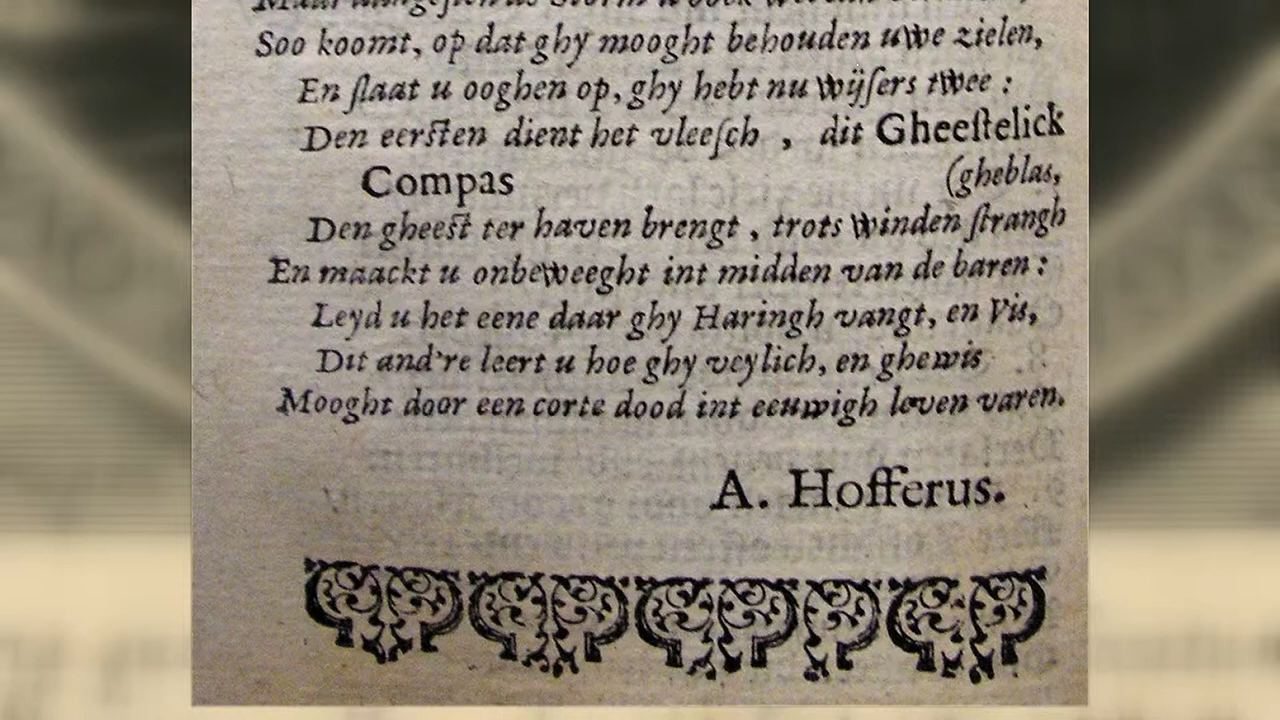 Soo koomt, op dat ghy mooght behouden uwe zielen,
En ſlaat u ooghen op, ghy hebt nu wijſers twee :
Den eerſten dient het vleeſch , dit Gheeſtelick
Compas (gheblas,
Den gheeſt ter haven brengt , trots winden ſtrangh
En maackt u onbeweeght int midden van de baren :
Leyd u het eene daar ghy Haringh vangt, en Vis,
Dit and're leert u hoe ghy veylich, en ghewis
Mooght door een corte dood int eeuwigh leven varen.
A. Hofferus.